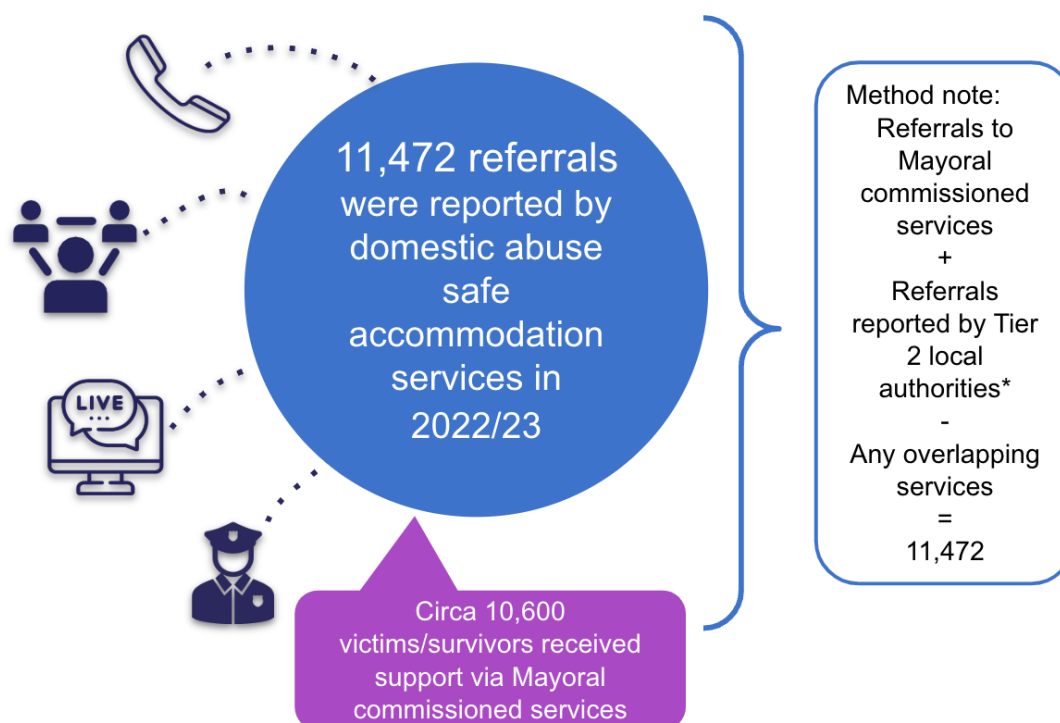 LIVE
11,472 referrals
were reported by
domestic abuse
safe
accommodation
services in
2022/23
Circa 10,600
victims/survivors received
support via Mayoral
commissioned services
Method note:
Referrals to
Mayoral
commissioned
services
+
Referrals
reported by Tier
2 local
authorities*
-
Any overlapping
services
=
11,472